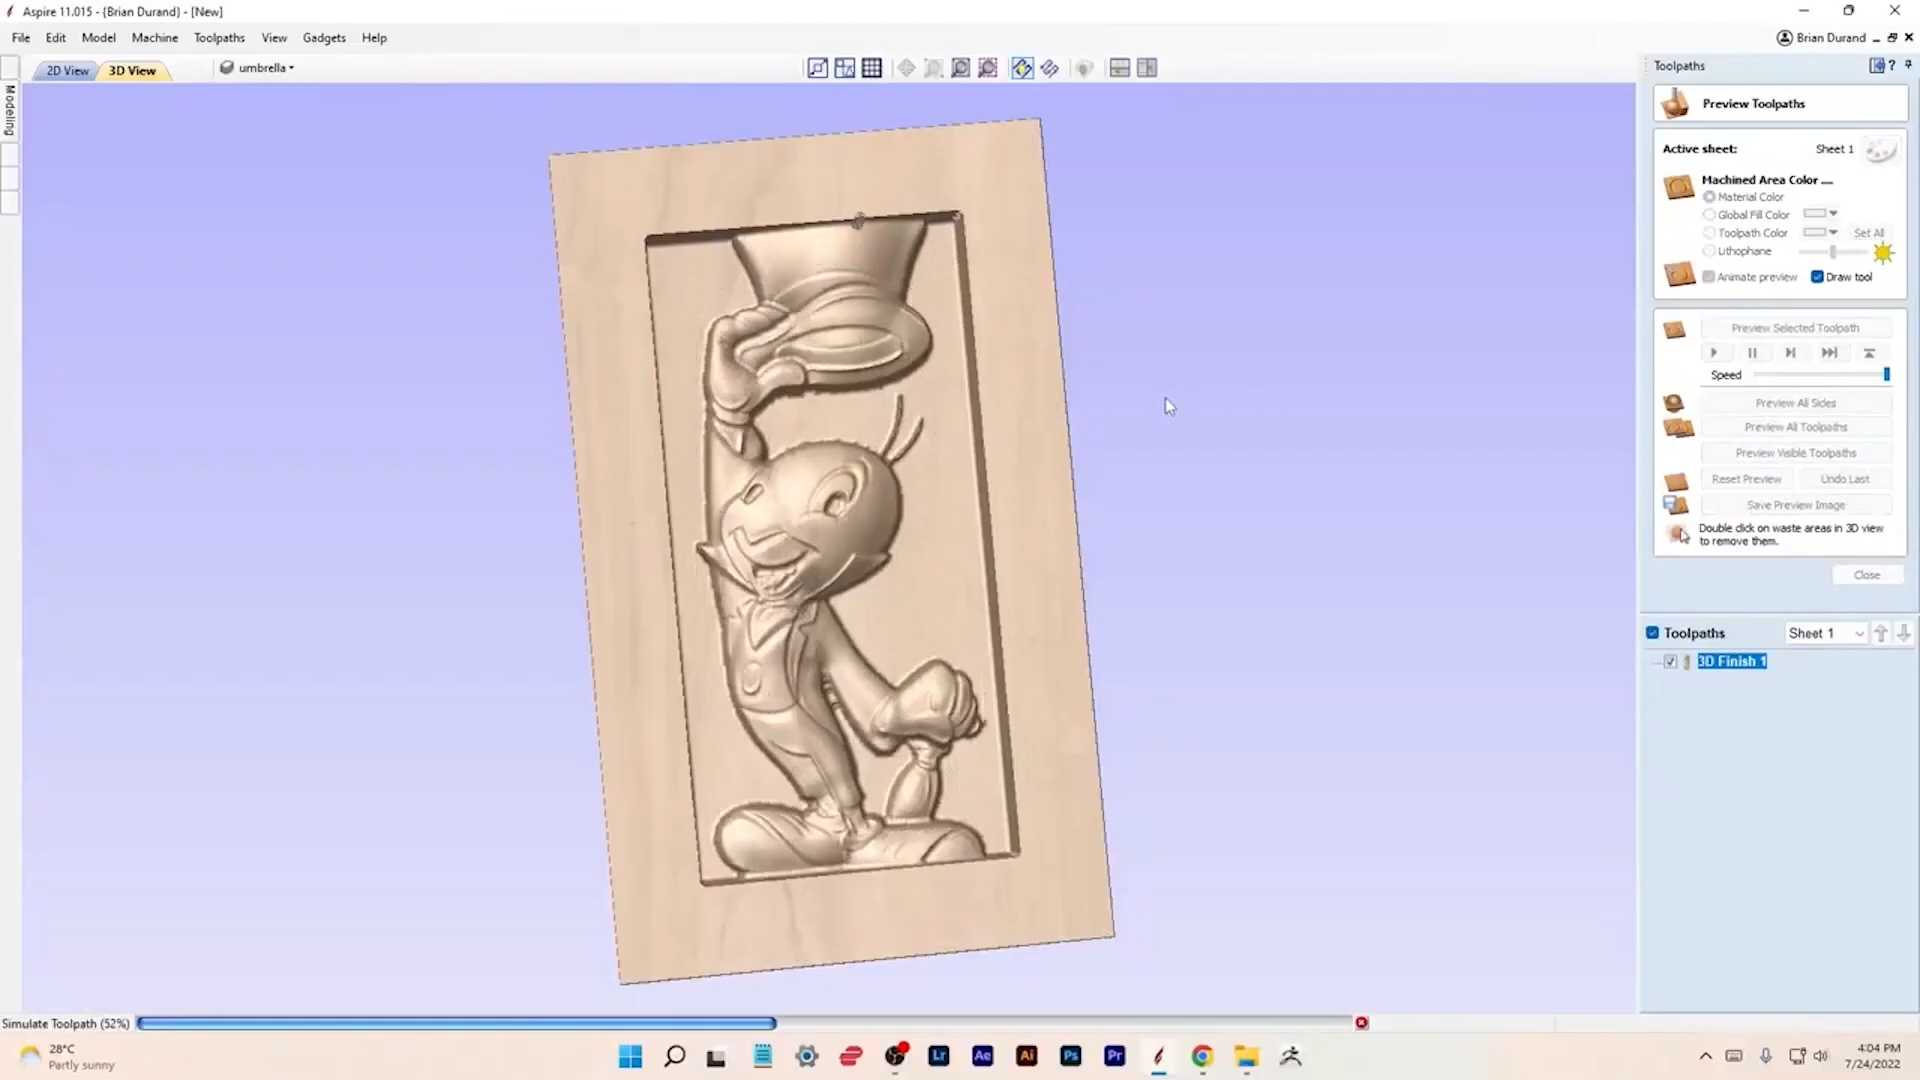 Aspire 11.015 - {Brian Durand} - [New]
File Edit Model Machine Toolpaths View Gadgets Help
Brian Durand
2D View 3D View umbrella
Modeling
Toolpaths
Preview Toolpaths
Active sheet: Sheet 1
Machined Area Color ....
Material Color
Global Fill Color
Toolpath Color Set All
Lithophane
Animate preview Draw tool
Preview Selected Toolpath
Speed
Preview All Sides
Preview All Toolpaths
Preview Visible Toolpaths
Reset Preview Undo Last
Save Preview Image
Double click on waste areas in 3D view
to remove them.
Close
Toolpaths Sheet 1
3D Finish 1
Simulate Toolpath (52%)
28°C
Partly sunny
Lr Ae Ai Ps Pr
4:04 PM
7/24/2022